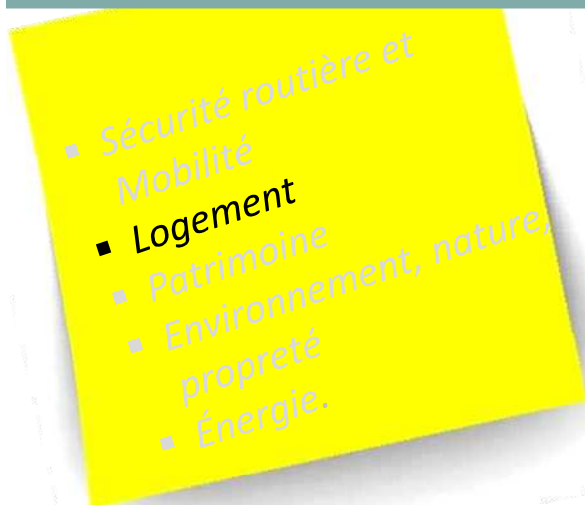 ▪ Sécurité routière et
Mobilité
▪ Logement
▪ Patrimoine
▪ Environnement, nature,
propreté
▪ Énergie.